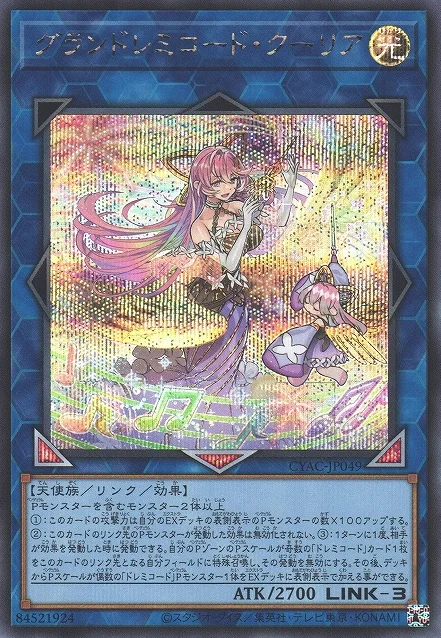 グランドレミコード・クーリア 光
CYAC-JP049
【天使族/リンク/効果】
Pモンスターを含むモンスター2体以上
①:このカードの攻撃力は自分のEXデッキの表側表示のPモンスターの数×100アップする。
②:このカードのリンク先のPモンスターが発動した効果は無効化されない。③:1ターンに1度、相手
が効果を発動した時に発動できる。自分のPゾーンのPスケールが奇数の「ドレミコード」カード1枚
をこのカードのリンク先となる自分フィールドに特殊召喚し、その発動を無効にする。その後、デッキ
からPスケールが偶数の「ドレミコード」Pモンスター1体をEXデッキに表側表示で加える事ができる。
ATK/2700 LINK-3
84521924 ©スタジオ・ダイス/集英社・テレビ東京・KONAMI